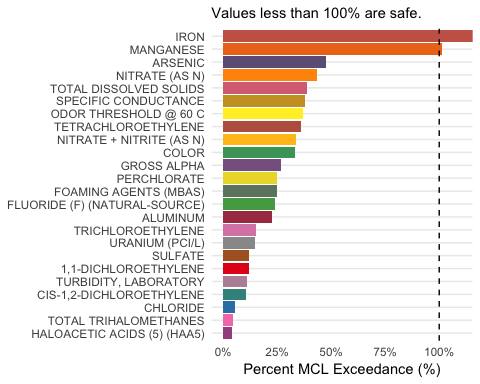 Values less than 100% are safe.
IRON
MANGANESE
ARSENIC
NITRATE (AS N)
TOTAL DISSOLVED SOLIDS
SPECIFIC CONDUCTANCE
ODOR THRESHOLD @ 60 C
TETRACHLOROETHYLENE
NITRATE + NITRITE (AS N)
COLOR
GROSS ALPHA
PERCHLORATE
FOAMING AGENTS (MBAS)
FLUORIDE (F) (NATURAL-SOURCE)
ALUMINUM
TRICHLOROETHYLENE
URANIUM (PCI/L)
SULFATE
1,1-DICHLOROETHYLENE
TURBIDITY, LABORATORY
CIS-1,2-DICHLOROETHYLENE
CHLORIDE
TOTAL TRIHALOMETHANES
HALOACETIC ACIDS (5) (HAA5)
0% 25% 50% 75% 100%
Percent MCL Exceedance (%)